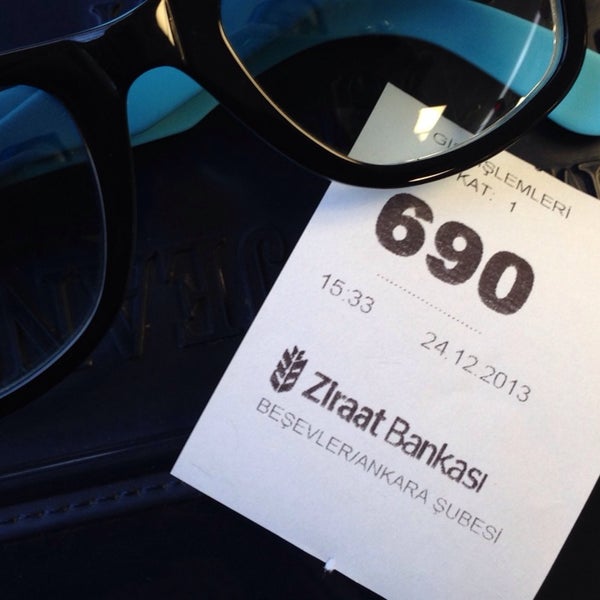 İŞLEMLERİ
KAT: 1
690
15:33 24.12.2013
Ziraat Bankası
BEŞEVLER/ANKARA ŞUBESİ